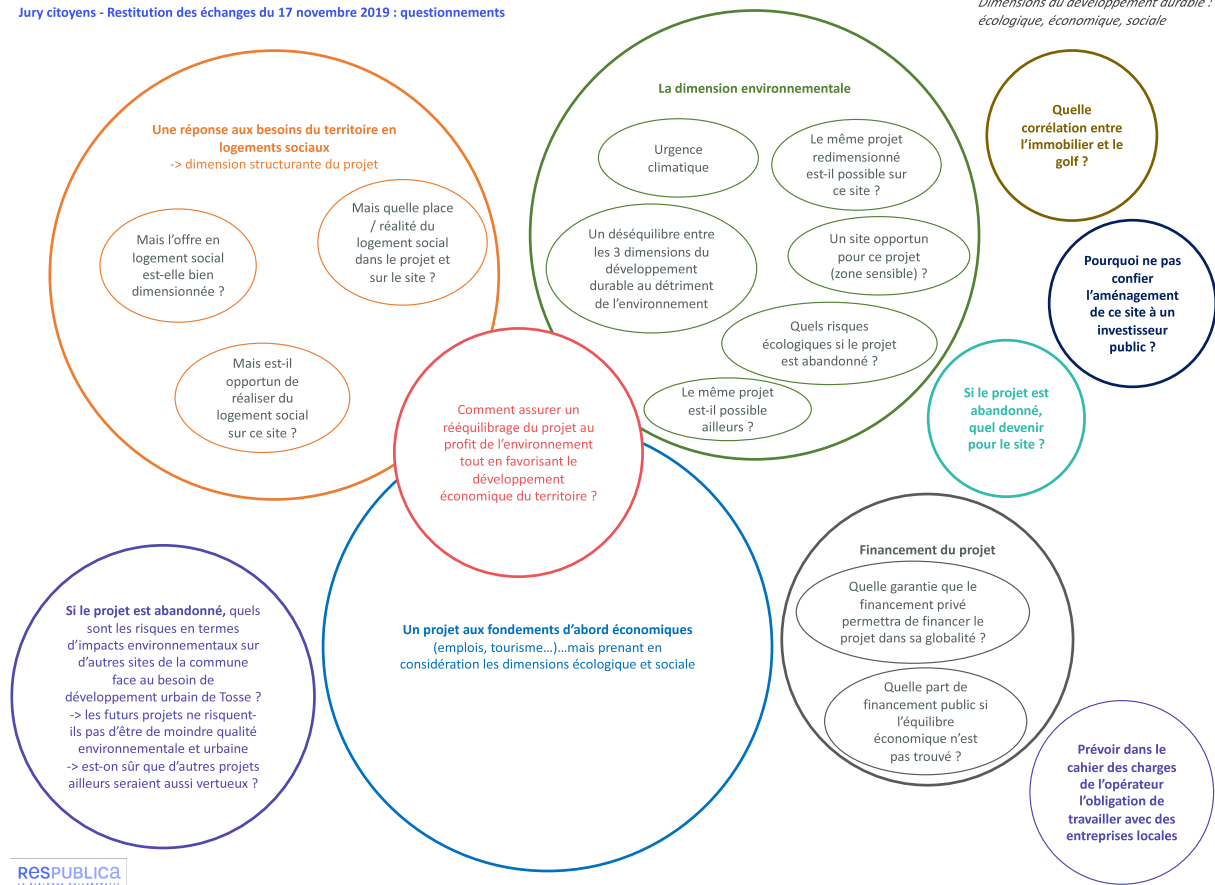 Jury citoyens - Restitution des échanges du 17 novembre 2019 : questionnements
Dimensions du développement durable :
écologique, économique, sociale
Une réponse aux besoins du territoire en
logements sociaux
-> dimension structurante du projet
Mais l'offre en
logement social
est-elle bien
dimensionnée ?
Mais quelle place
/ réalité du
logement social
dans le projet et
sur le site ?
Mais est-il
opportun de
réaliser du
logement social
sur ce site ?
La dimension environnementale
Urgence
climatique
Le même projet
redimensionné
est-il possible sur
ce site ?
Un déséquilibre entre
les 3 dimensions du
développement
durable au détriment
de l'environnement
Un site opportun
pour ce projet
(zone sensible) ?
Quels risques
écologiques si le projet
est abandonné ?
Le même projet
est-il possible
ailleurs ?
Quelle
corrélation entre
l'immobilier et le
golf ?
Pourquoi ne pas
confier
l'aménagement
de ce site à un
investisseur
public ?
Si le projet est
abandonné,
quel devenir
pour le site ?
Comment assurer un
rééquilibrage du projet au
profit de l'environnement
tout en favorisant le
développement
économique du territoire ?
Si le projet est abandonné, quels
sont les risques en termes
d'impacts environnementaux sur
d'autres sites de la commune
face au besoin de
développement urbain de Tosse ?
-> les futurs projets ne risquent-
ils pas d'être de moindre qualité
environnementale et urbaine
-> est-on sûr que d'autres projets
ailleurs seraient aussi vertueux ?
Un projet aux fondements d'abord économiques
(emplois, tourisme…)…mais prenant en
considération les dimensions écologique et sociale
Financement du projet
Quelle garantie que le
financement privé
permettra de financer le
projet dans sa globalité ?
Quelle part de
financement public si
l'équilibre
économique n'est
pas trouvé ?
Prévoir dans le
cahier des charges
de l'opérateur
l'obligation de
travailler avec des
entreprises locales
RESPUBLICA